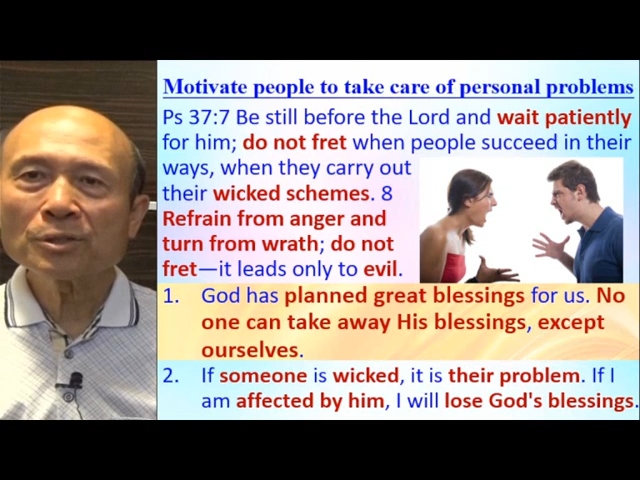 Motivate people to take care of personal problems
Ps 37:7 Be still before the Lord and wait patiently
for him; do not fret when people succeed in their
ways, when they carry out
their wicked schemes. 8
Refrain from anger and
turn from wrath; do not
fret—it leads only to evil.
1. God has planned great blessings for us. No
one can take away His blessings, except
ourselves.
2. If someone is wicked, it is their problem. If I
am affected by him, I will lose God's blessings.